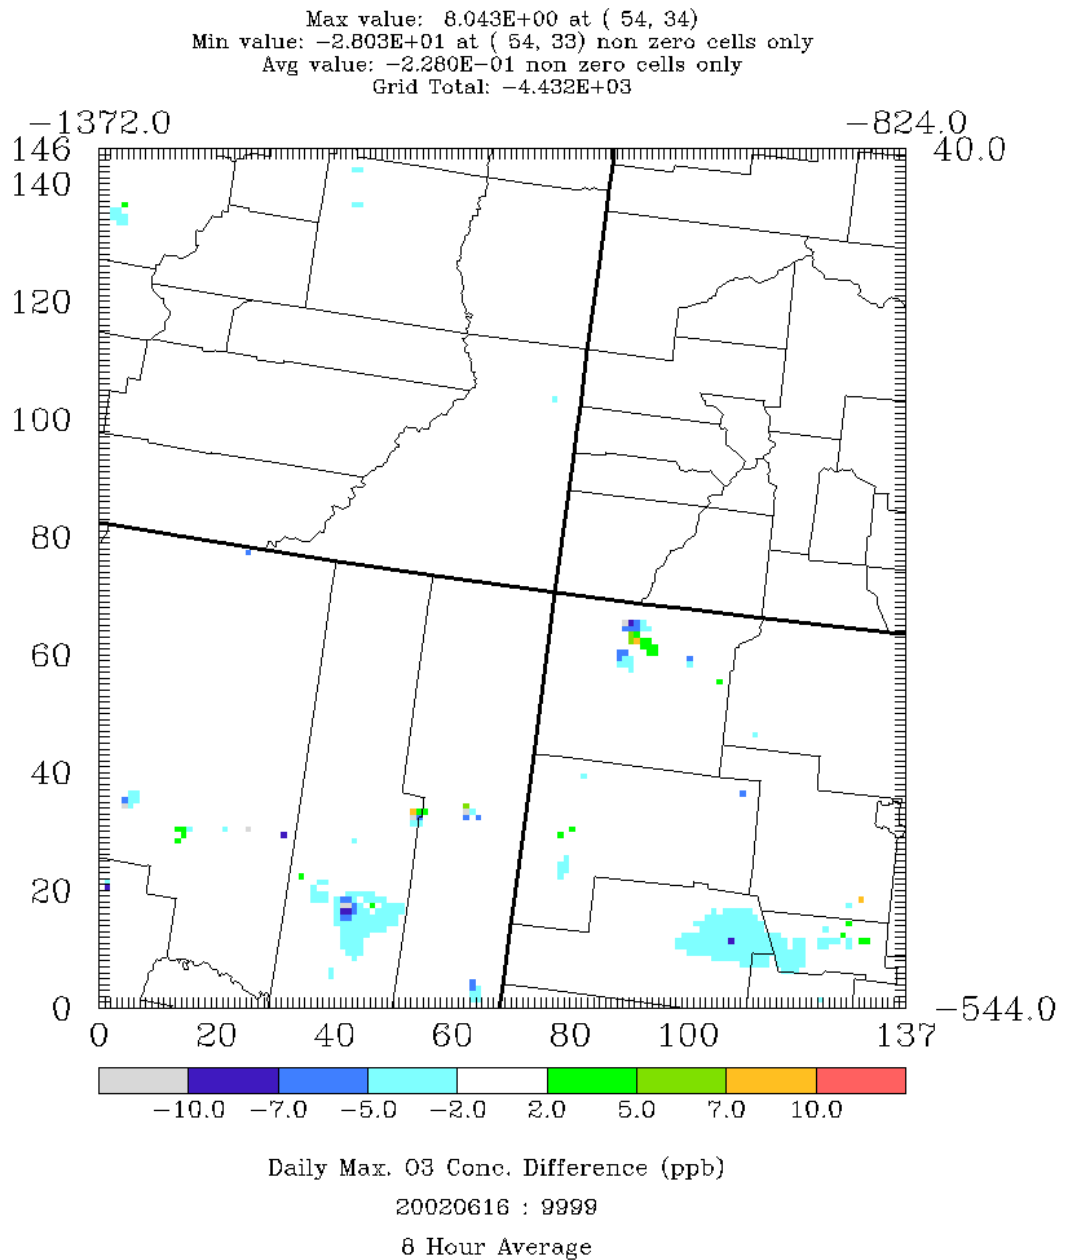 Max value: 8.043E+00 at ( 54, 34)
Min value: −2.803E+01 at ( 54, 33) non zero cells only
Avg value: −2.280E−01 non zero cells only
Grid Total: −4.432E+03
−1372.0 −824.0
146 40.0
140
120
100
80
60
40
20
0 −544.0
0 20 40 60 80 100 137
−10.0 −7.0 −5.0 −2.0 2.0 5.0 7.0 10.0
Daily Max. O3 Conc. Difference (ppb)
20020616 : 9999
8 Hour Average